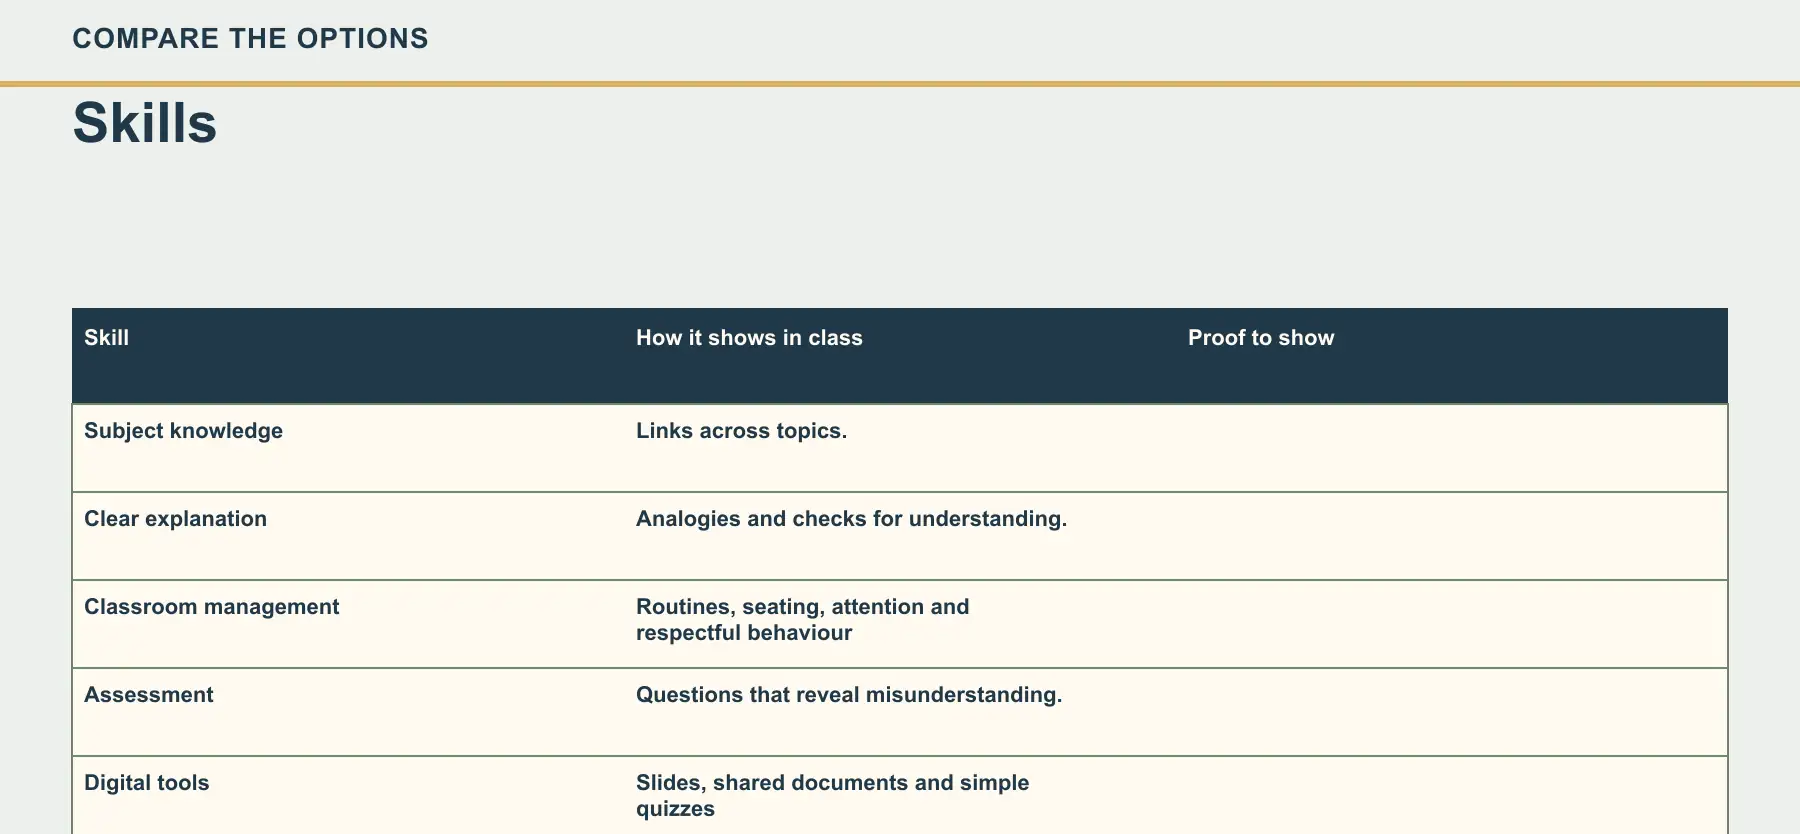 COMPARE THE OPTIONS
Skills
Skill How it shows in class Proof to show
Subject knowledge Links across topics.
Clear explanation Analogies and checks for understanding.
Classroom management Routines, seating, attention and
respectful behaviour
Assessment Questions that reveal misunderstanding.
Digital tools Slides, shared documents and simple
quizzes